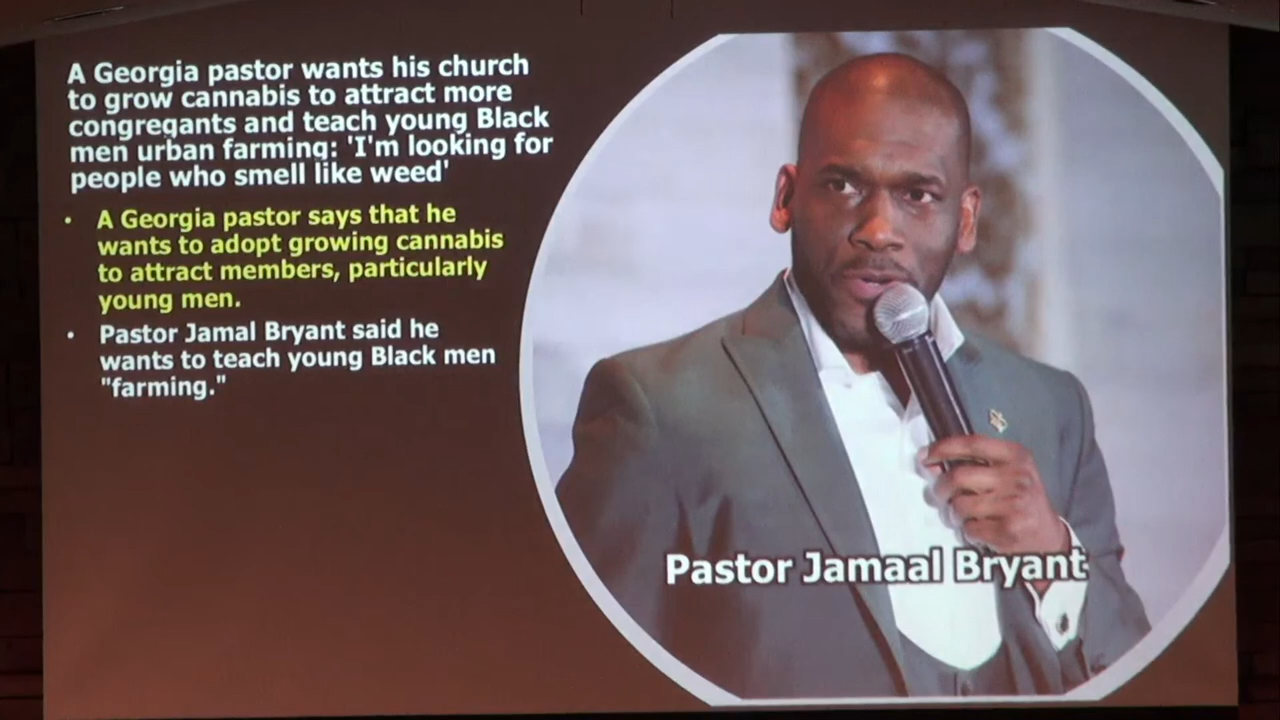 A Georgia pastor wants his church
to grow cannabis to attract more
congregants and teach young Black
men urban farming: 'I'm looking for
people who smell like weed'
• A Georgia pastor says that he
wants to adopt growing cannabis
to attract members, particularly
young men.
• Pastor Jamal Bryant said he
wants to teach young Black men
"farming."
Pastor Jamaal Bryant